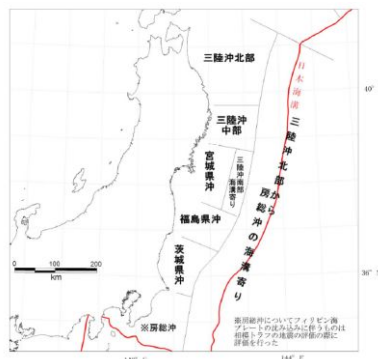 三陸沖北部
日本海溝
40°
三陸沖
中部
三陸沖北部から
房総沖の海溝寄り
宮城県沖
三陸沖南部
海溝寄り
福島県沖
茨城県沖
0 100 200
km
36°
※房総沖
※房総沖についてフィリピン海
プレートの沈み込みに伴うものは
相模トラフの地震の評価の際に
評価を行った
144°E